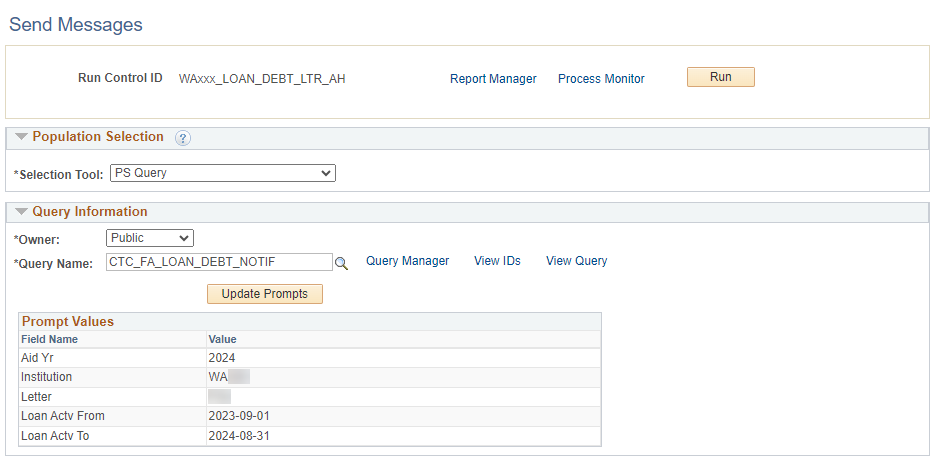 Send Messages
Run Control ID WAxxx_LOAN_DEBT_LTR_AH Report Manager Process Monitor Run
Population Selection ?
*Selection Tool: PS Query
Query Information
*Owner: Public
*Query Name: CTC_FA_LOAN_DEBT_NOTIF Query Manager View IDs View Query
Update Prompts
Prompt Values
Field Name Value
Aid Yr 2024
Institution WA
Letter
Loan Actv From 2023-09-01
Loan Actv To 2024-08-31